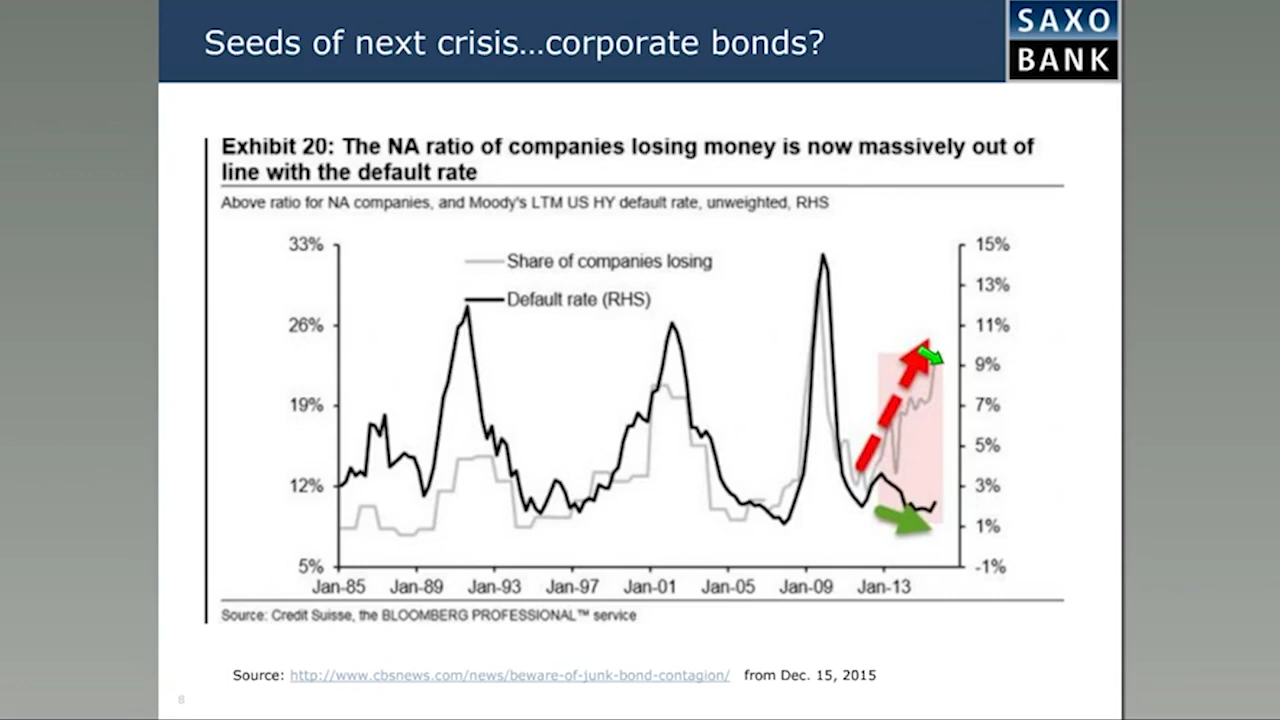 Seeds of next crisis...corporate bonds?
SAXO
BANK
Exhibit 20: The NA ratio of companies losing money is now massively out of
line with the default rate
Above ratio for NA companies, and Moody's LTM US HY default rate, unweighted, RHS
33%
26%
19%
12%
5%
Share of companies losing
Default rate (RHS)
15%
13%
11%
9%
7%
5%
3%
1%
-1%
Jan-85 Jan-89 Jan-93 Jan-97 Jan-01 Jan-05 Jan-09 Jan-13
Source: Credit Suisse, the BLOOMBERG PROFESSIONAL™ service
Source: http://www.cbsnews.com/news/beware-of-junk-bond-contagion/ from Dec. 15, 2015
8